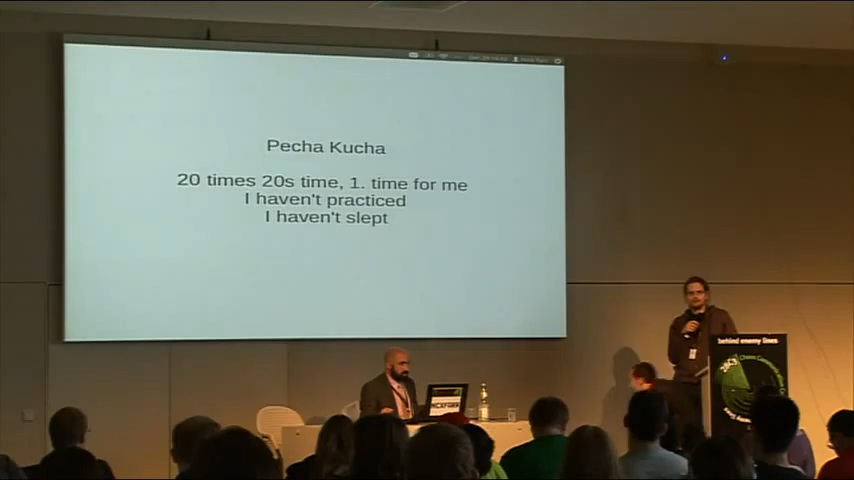 Pecha Kucha
20 times 20s time, 1. time for me
I haven't practiced
I haven't slept
behind enemy lines